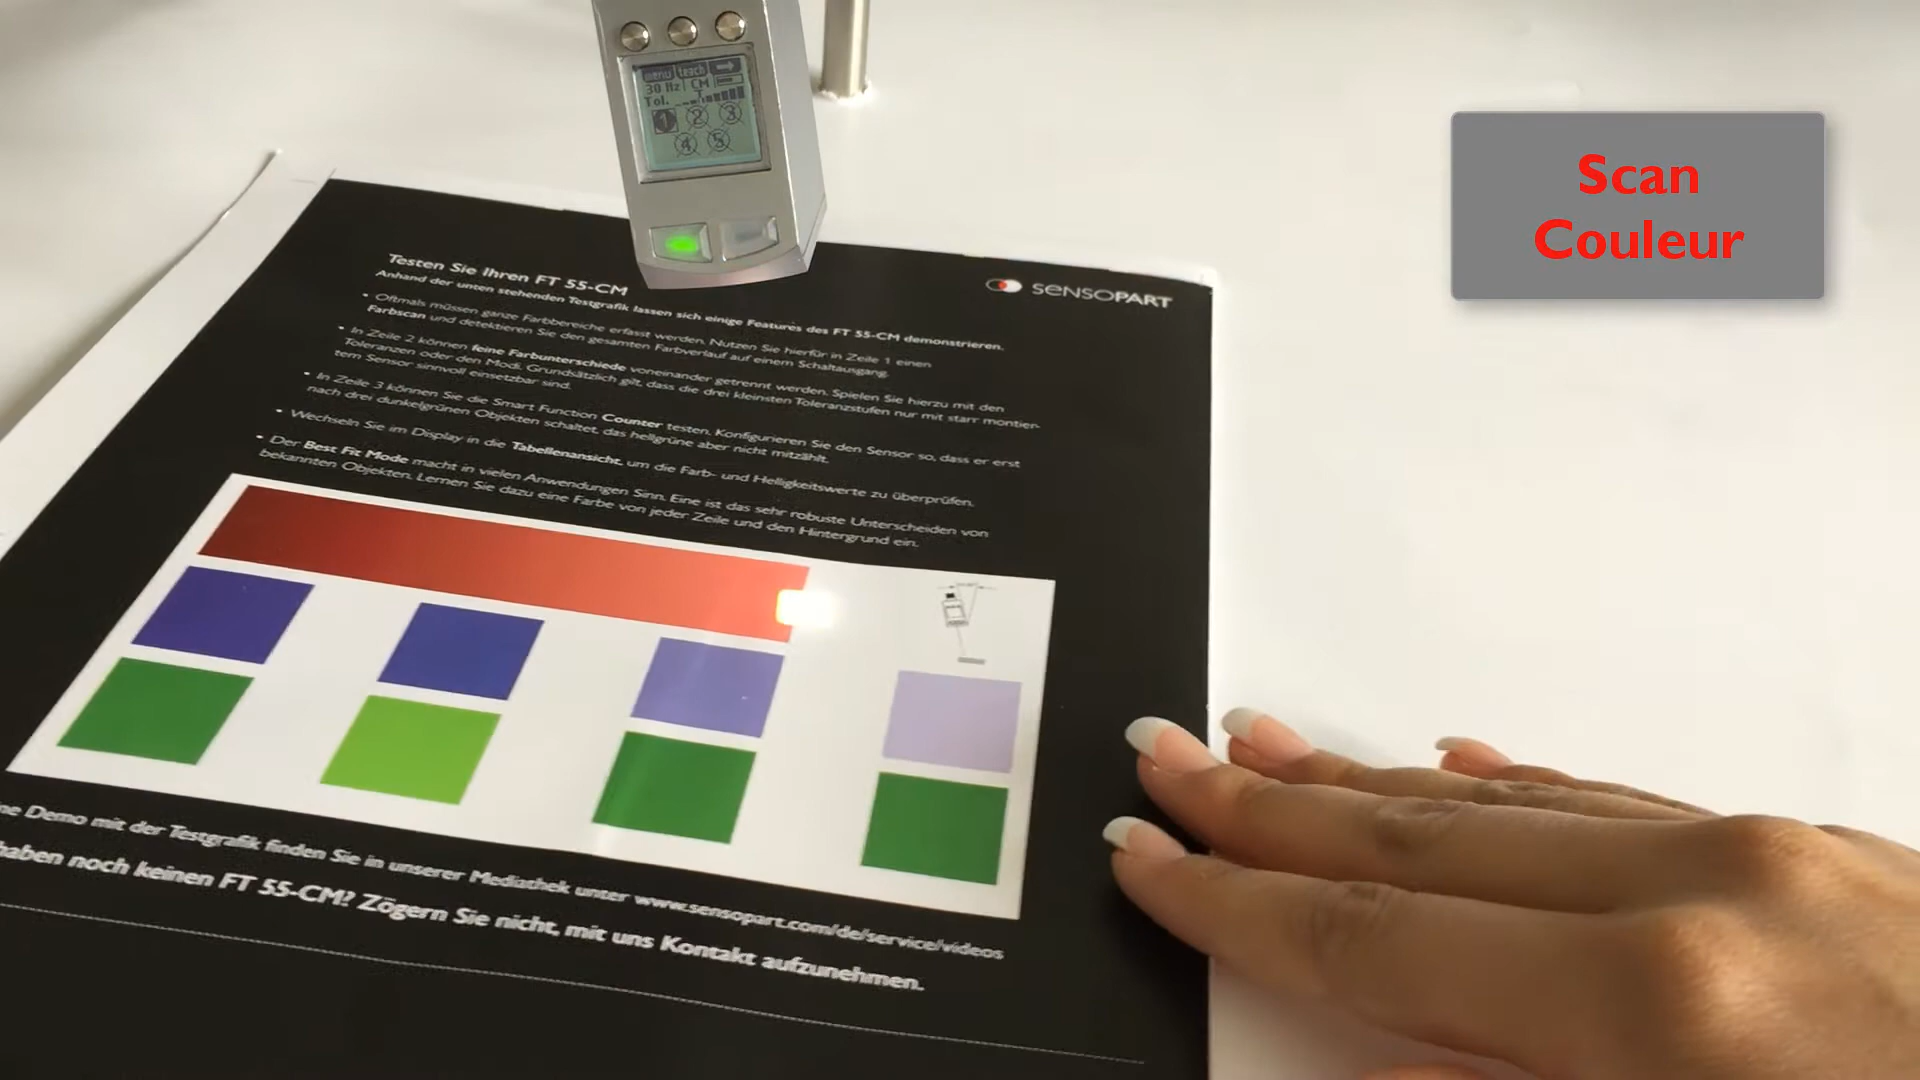 menu teach
30 Hz CM
Tol.
1 2 3
4 5
Scan
Couleur
Testen Sie Ihren FT 55-CM
SENSOPART
Anhand der unten stehenden Testgrafik lassen sich einige Features des FT 55-CM demonstrieren.
• Oftmals müssen ganze Farbbereiche erfasst werden. Nutzen Sie hierfür in Zeile 1 einen
Farbscan und detektieren Sie den gesamten Farbverlauf auf einem Schaltausgang.
• In Zeile 2 können feine Farbunterschiede voneinander getrennt werden. Spielen Sie hierzu mit den
Toleranzen oder den Modi. Grundsätzlich gilt, dass die drei kleinsten Toleranzstufen nur mit starr montier-
tem Sensor sinnvoll einsetzbar sind.
• In Zeile 3 können Sie die Smart Function Counter testen. Konfigurieren Sie den Sensor so, dass er erst
nach drei dunkelgrünen Objekten schaltet, das hellgrüne aber nicht mitzählt.
• Wechseln Sie im Display in die Tabellenansicht, um die Farb- und Helligkeitswerte zu überprüfen.
• Der Best Fit Mode macht in vielen Anwendungen Sinn. Eine ist das sehr robuste Unterscheiden von
bekannten Objekten. Lernen Sie dazu eine Farbe von jeder Zeile und den Hintergrund ein.
ne Demo mit der Testgrafik finden Sie in unserer Mediathek unter www.sensopart.com/de/service/videos
haben noch keinen FT 55-CM? Zögern Sie nicht, mit uns Kontakt aufzunehmen.